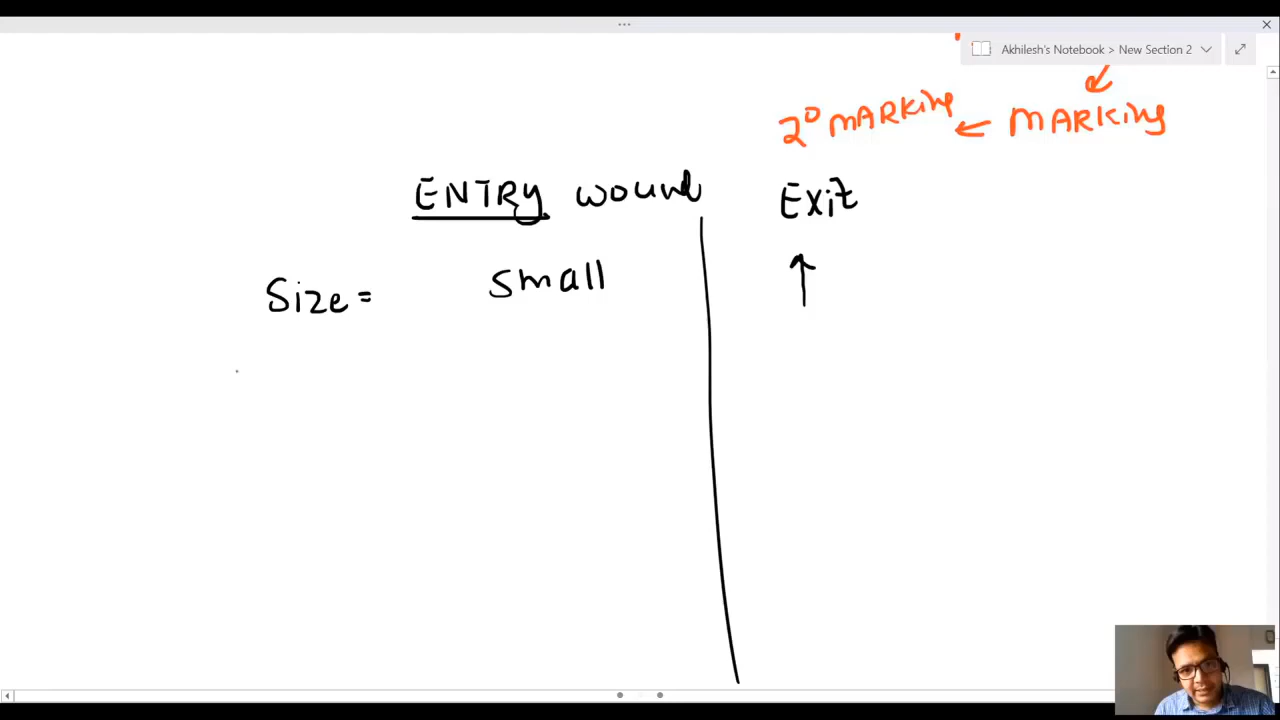 Akhilesh's Notebook > New Section 2
2° MARKing ← MARKing
ENTRY wound Exit
Size = small ↑